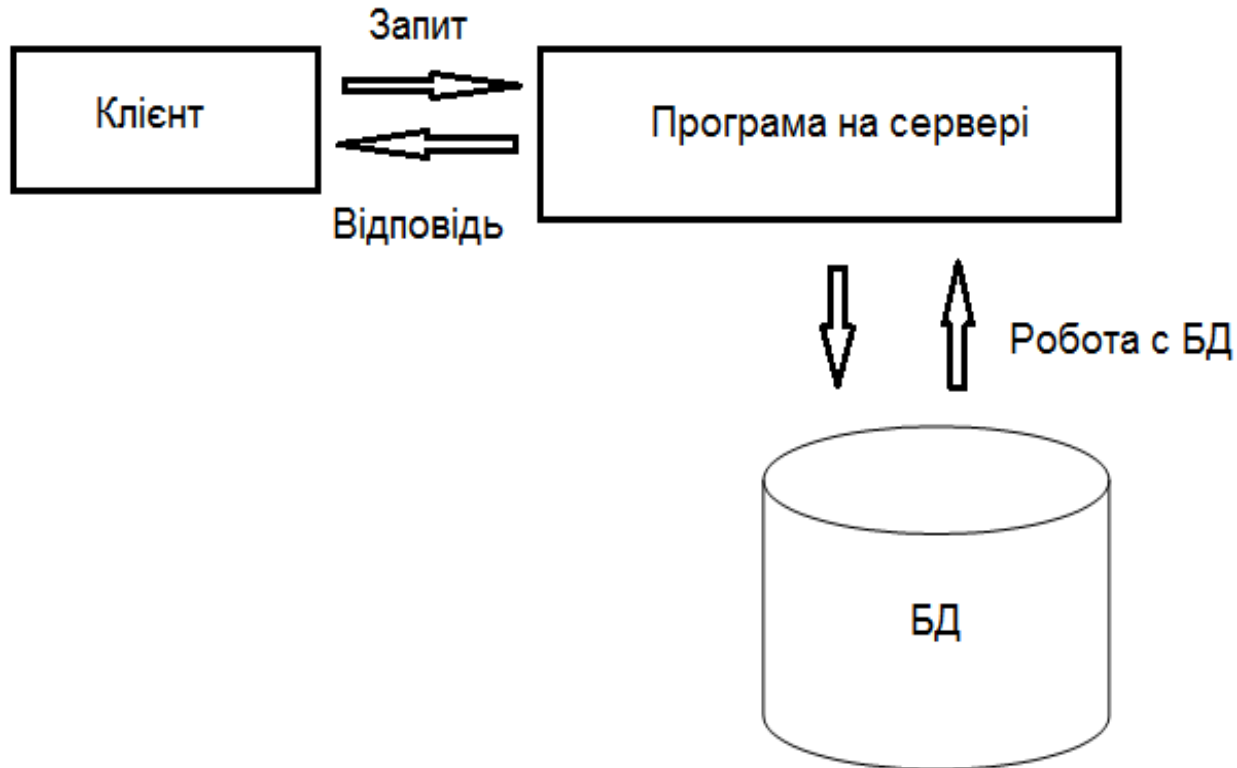 Запит
Клієнт
Програма на сервері
Відповідь
Робота с БД
БД